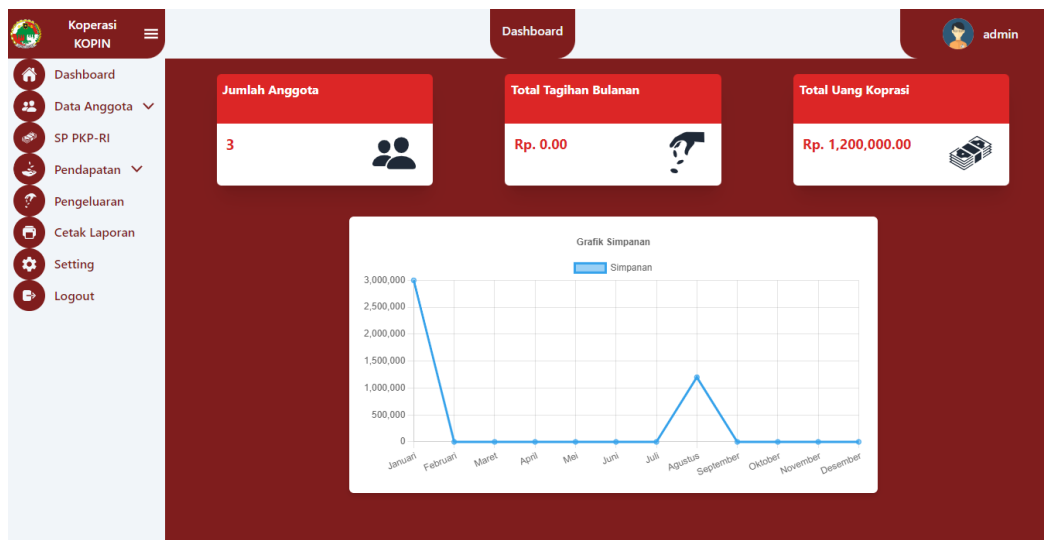 Koperasi
KOPIN
Dashboard
admin
Dashboard
Data Anggota
SP PKP-RI
Pendapatan
Pengeluaran
Cetak Laporan
Setting
Logout
Jumlah Anggota
3
Total Tagihan Bulanan
Rp. 0.00
Total Uang Koprasi
Rp. 1,200,000.00
Grafik Simpanan
Simpanan
3,000,000
2,500,000
2,000,000
1,500,000
1,000,000
500,000
0
Januari
Februari
Maret
April
Mei
Juni
Juli
Agustus
September
Oktober
November
Desember